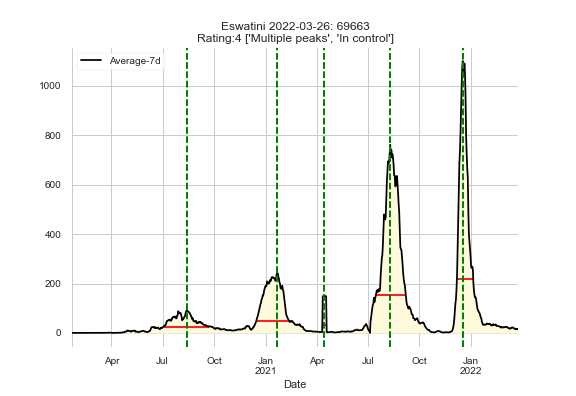 Eswatini 2022-03-26: 69663
Rating:4 ['Multiple peaks', 'In control']
Average-7d
1000
800
600
400
200
0
Apr Jul Oct Jan Apr Jul Oct Jan
2021 2022
Date